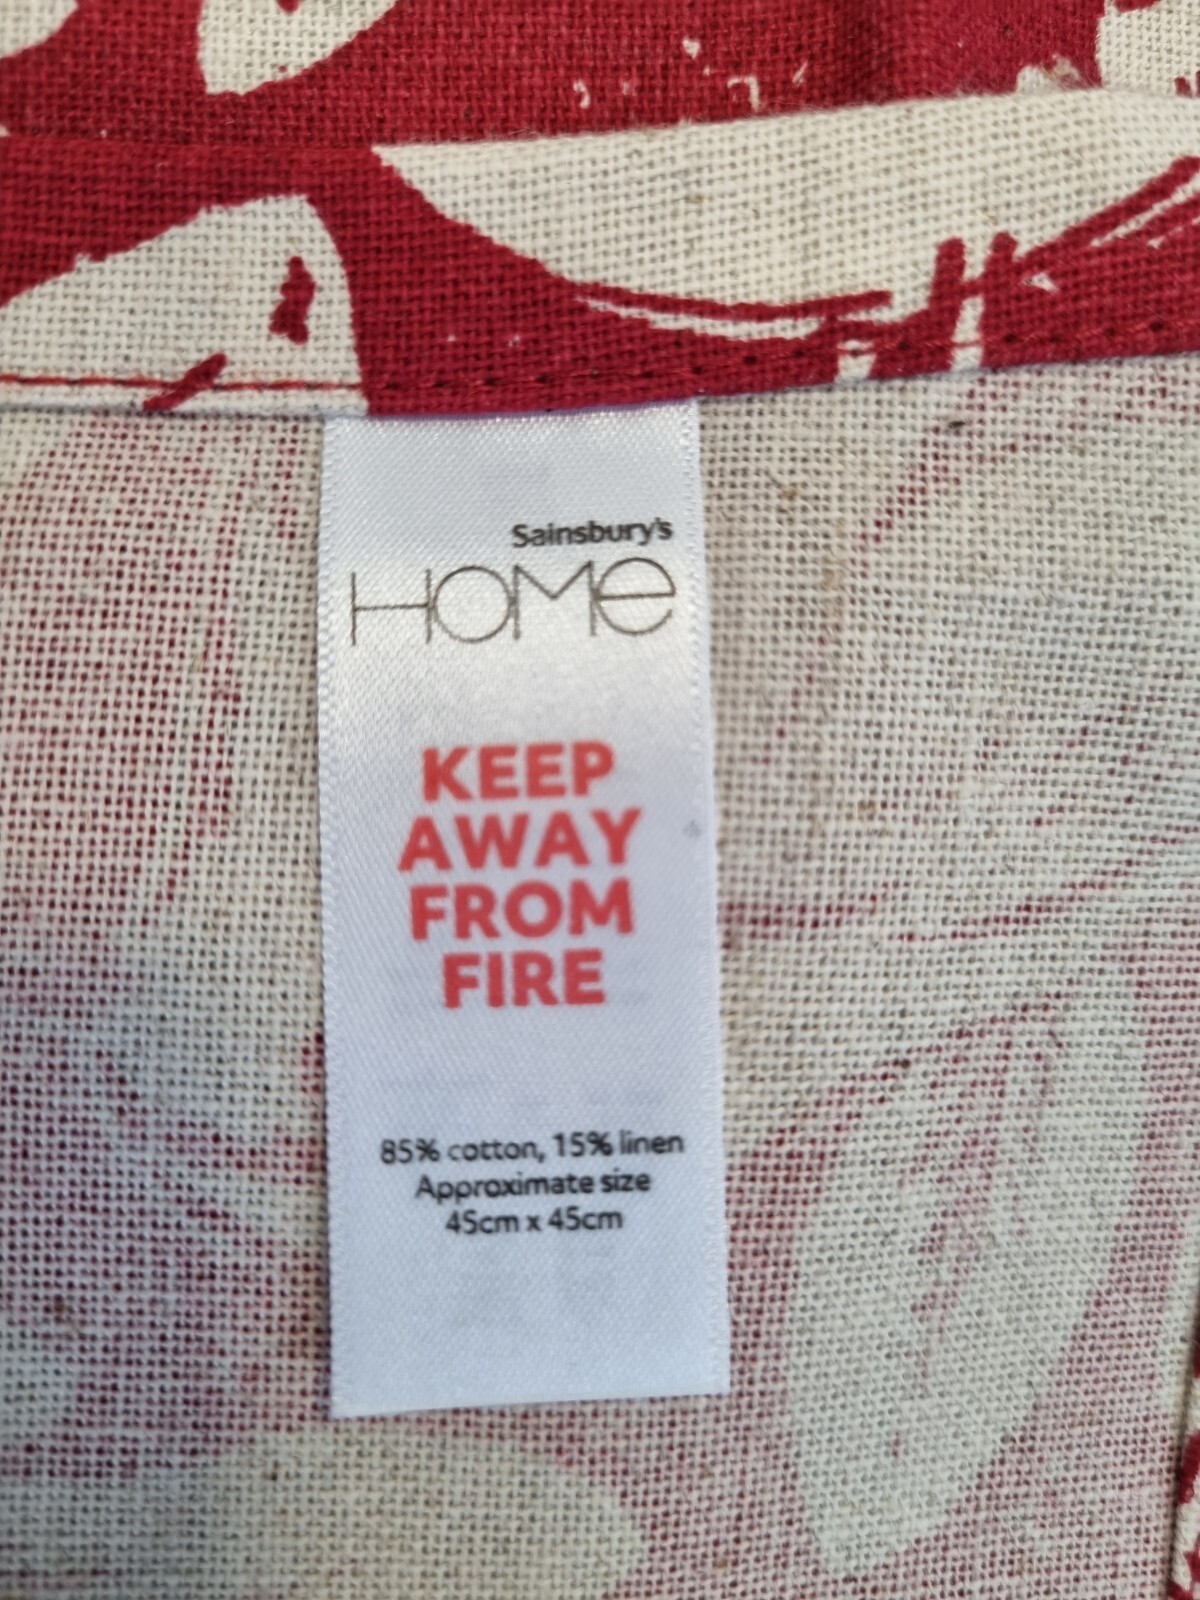 Sainsbury's
HOMe
KEEP
AWAY
FROM
FIRE
85% cotton, 15% linen
Approximate size
45cm x 45cm